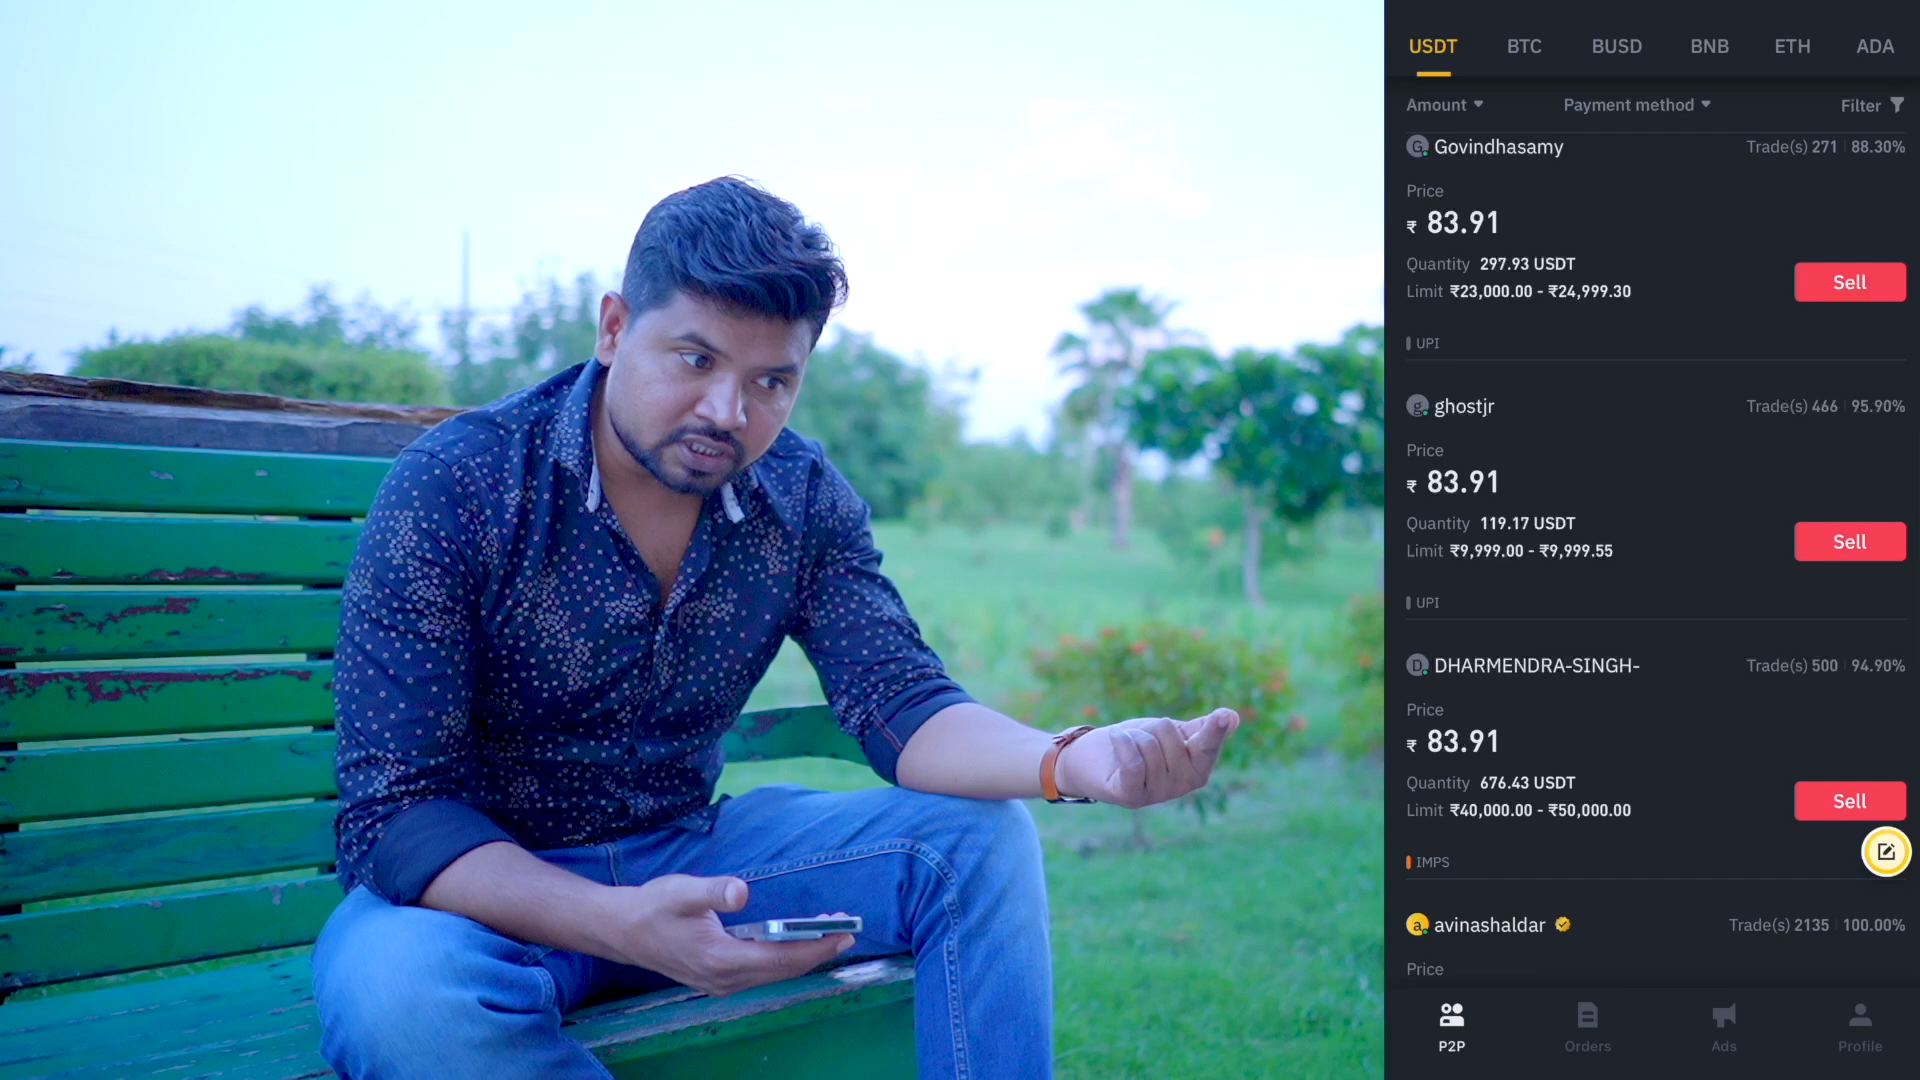 USDT BTC BUSD BNB ETH ADA
Amount Payment method Filter
G Govindhasamy Trade(s) 271 88.30%
Price
₹ 83.91
Quantity 297.93 USDT
Limit ₹23,000.00 - ₹24,999.30
Sell
UPI
g ghostjr Trade(s) 466 95.90%
Price
₹ 83.91
Quantity 119.17 USDT
Limit ₹9,999.00 - ₹9,999.55
Sell
UPI
D DHARMENDRA-SINGH- Trade(s) 500 94.90%
Price
₹ 83.91
Quantity 676.43 USDT
Limit ₹40,000.00 - ₹50,000.00
Sell
IMPS
a avinashaldar Trade(s) 2135 100.00%
Price
P2P Orders Ads Profile